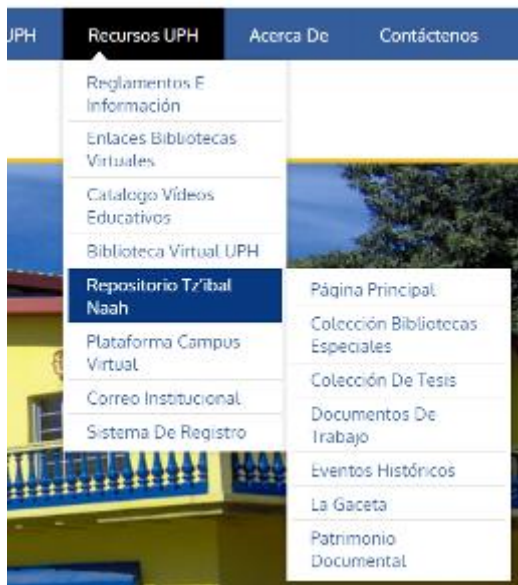 UPH
Recursos UPH
Acerca De
Contáctenos
Reglamentos E
Información
Enlaces Bibliotecas
Virtuales
Catalogo Vídeos
Educativos
Biblioteca Virtual UPH
Repositorio Tz'ibal
Naah
Plataforma Campus
Virtual
Correo Institucional
Sistema De Registro
Página Principal
Colección Bibliotecas
Especiales
Colección De Tesis
Documentos De
Trabajo
Eventos Históricos
La Gaceta
Patrimonio
Documental